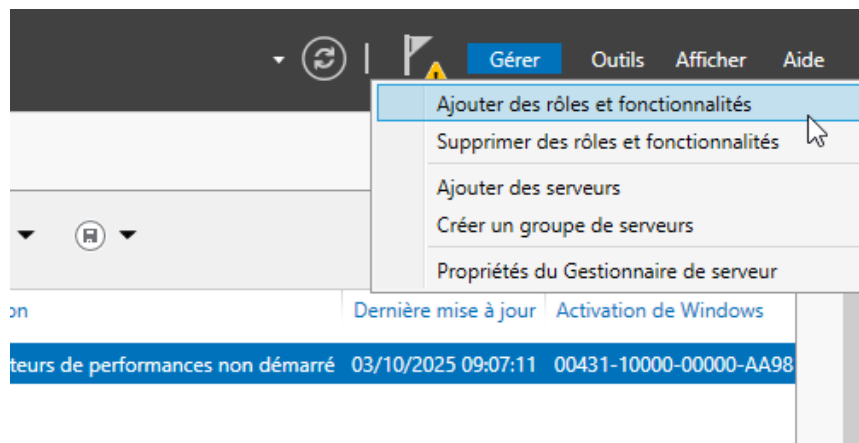 Gérer Outils Afficher Aide
Ajouter des rôles et fonctionnalités
Supprimer des rôles et fonctionnalités
Ajouter des serveurs
Créer un groupe de serveurs
Propriétés du Gestionnaire de serveur
on Dernière mise à jour Activation de Windows
teurs de performances non démarré 03/10/2025 09:07:11 00431-10000-00000-AA98